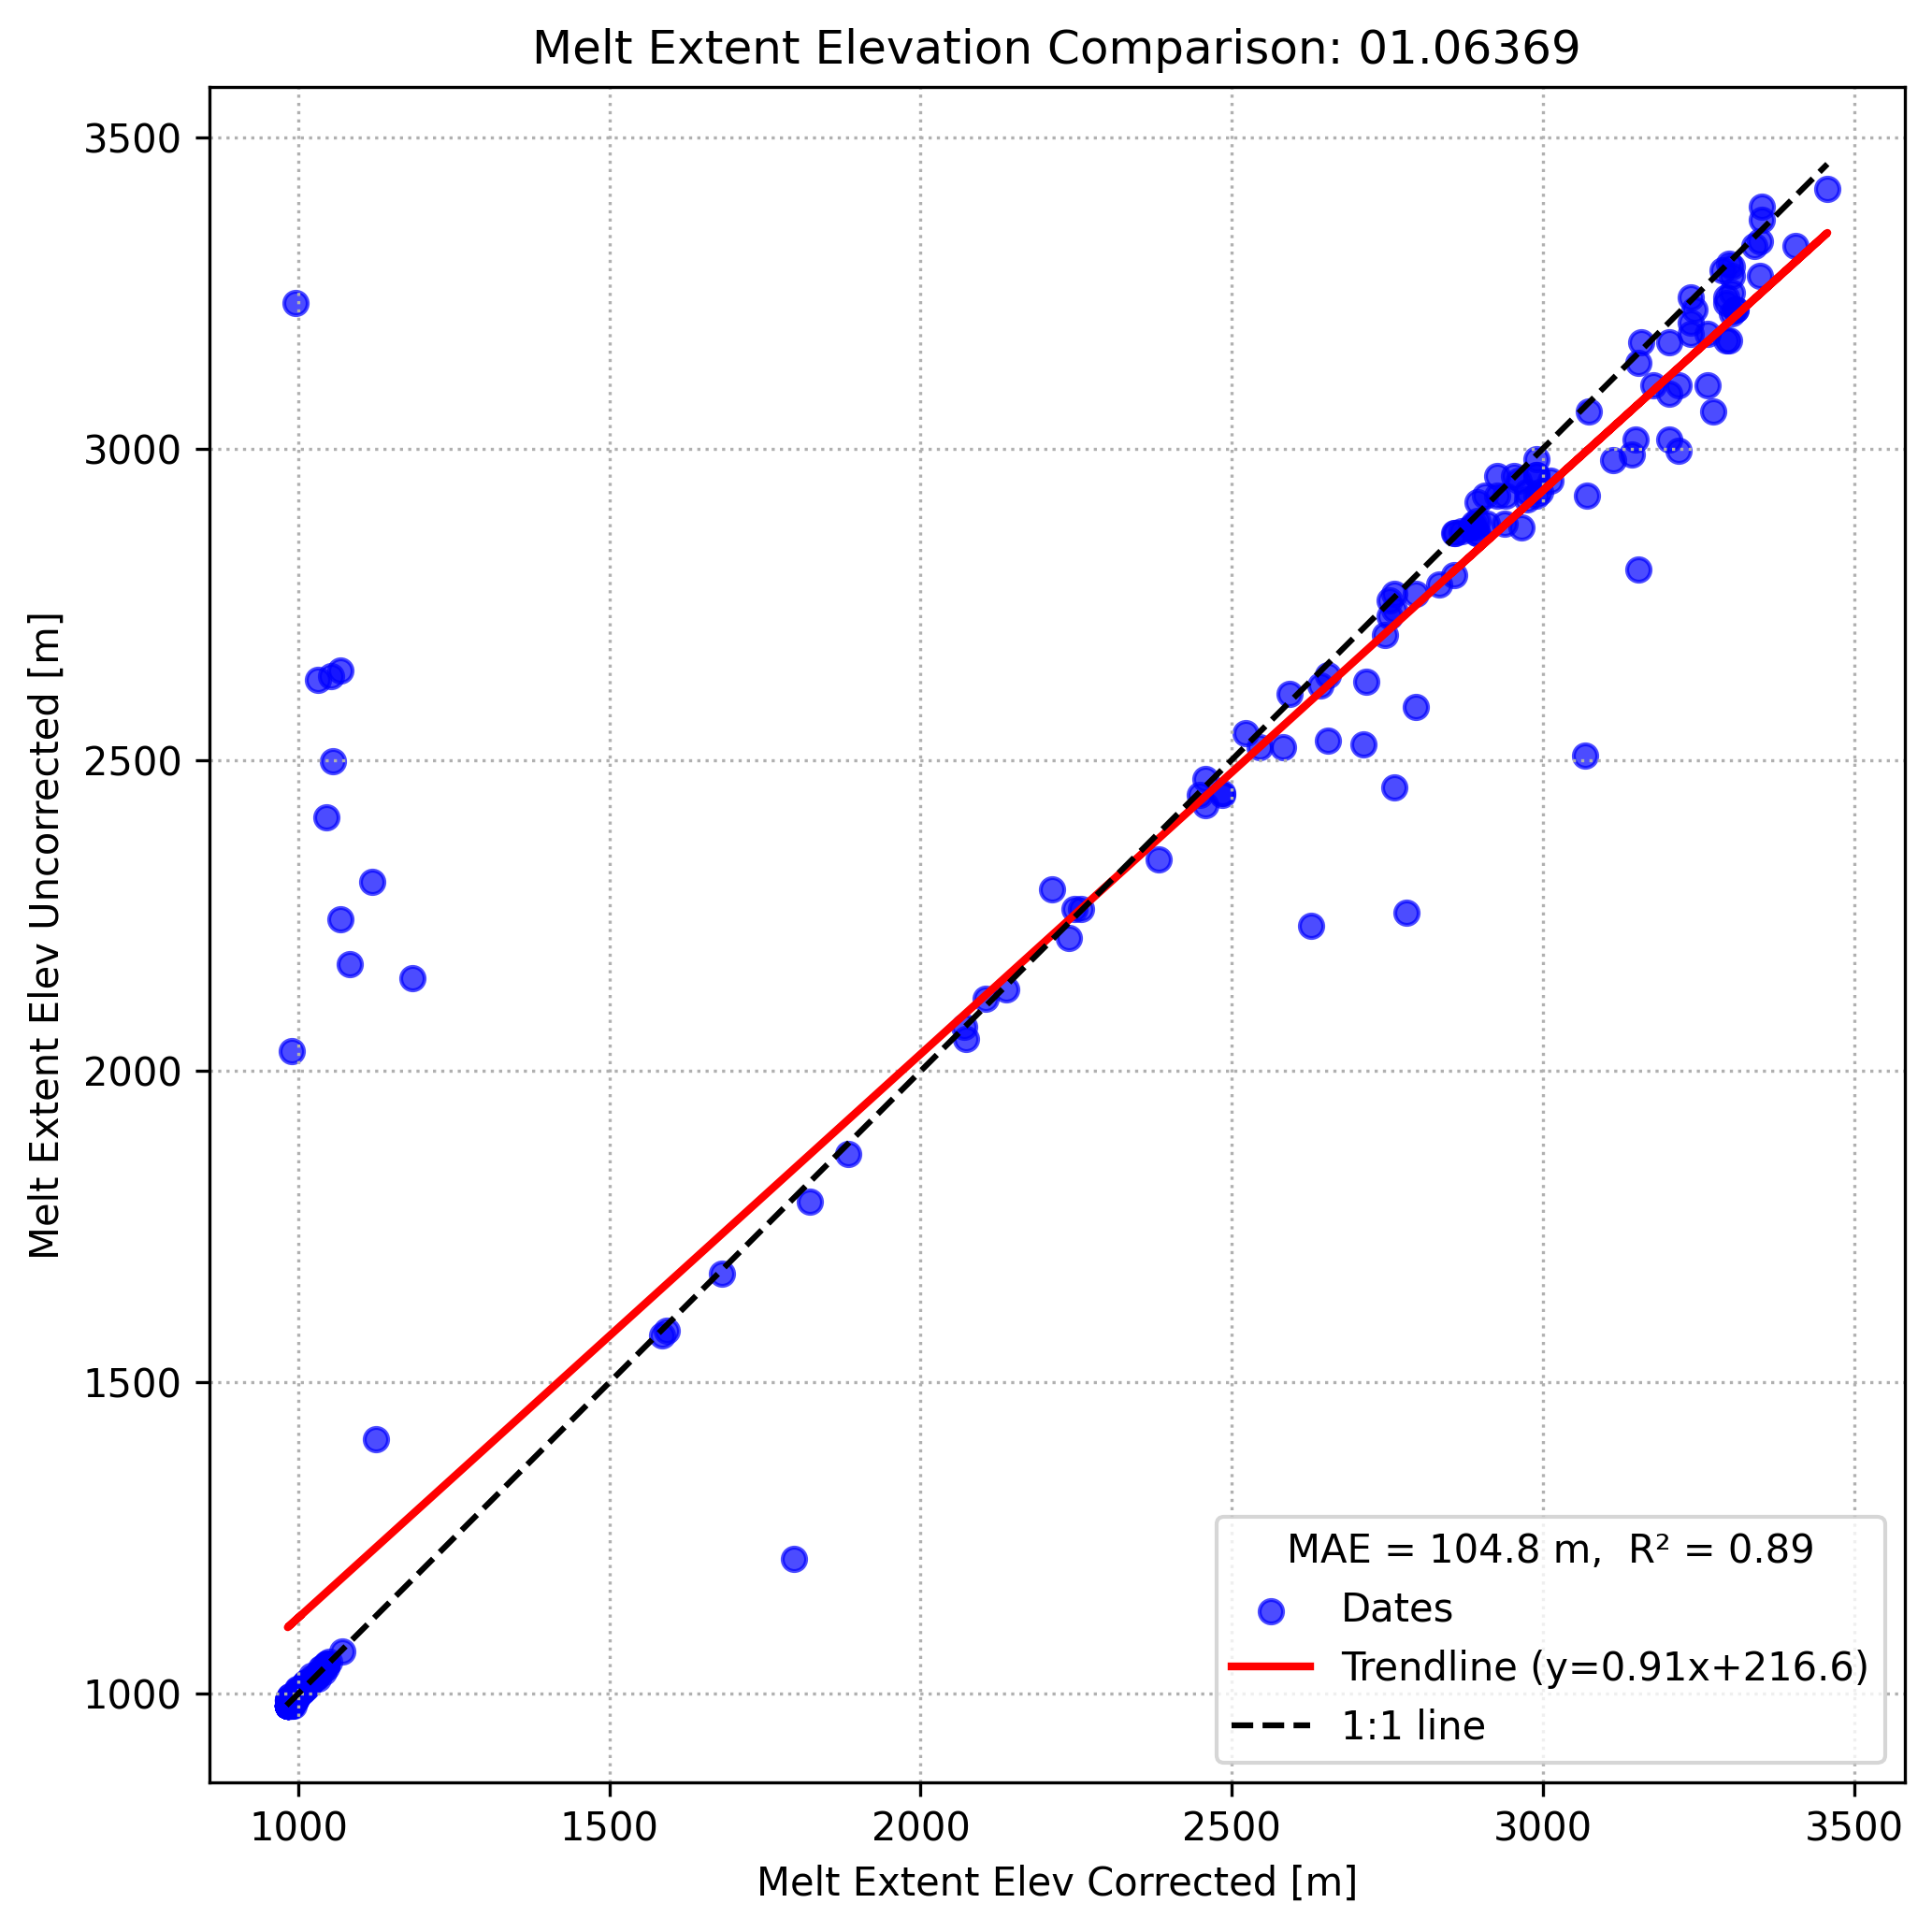 Melt Extent Elevation Comparison: 01.06369
Melt Extent Elev Uncorrected [m]
3500
3000
2500
2000
1500
1000
MAE = 104.8 m,  R² = 0.89
Dates
Trendline (y=0.91x+216.6)
1:1 line
1000 1500 2000 2500 3000 3500
Melt Extent Elev Corrected [m]